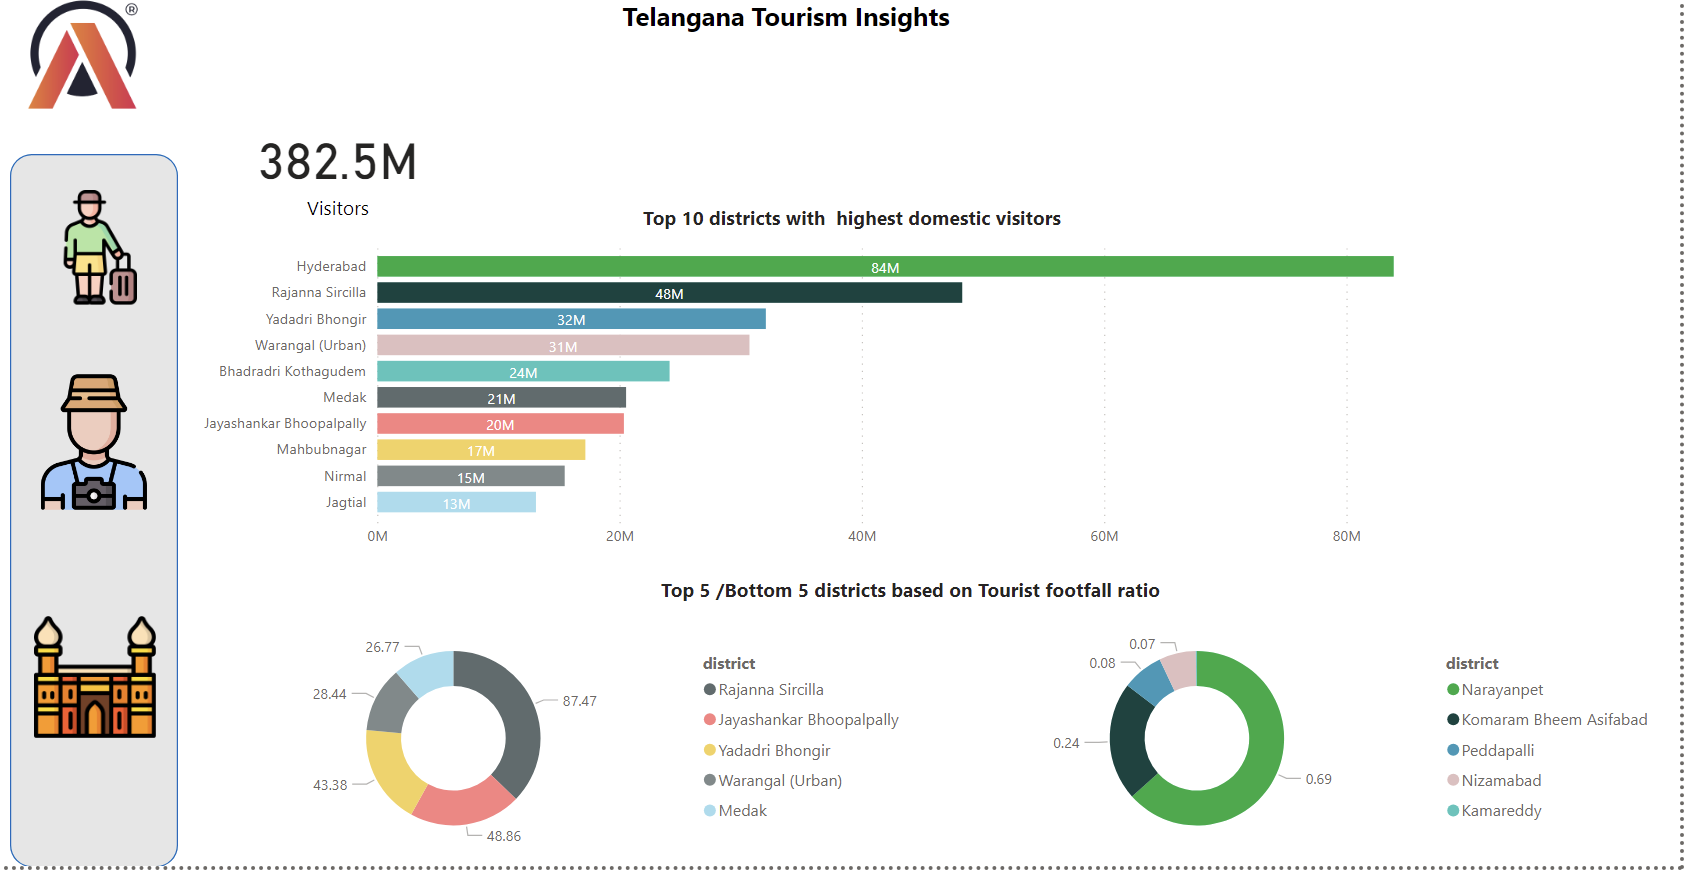 ®
Telangana Tourism Insights
382.5M
Visitors
Top 10 districts with  highest domestic visitors
Hyderabad 84M
Rajanna Sircilla 48M
Yadadri Bhongir 32M
Warangal (Urban) 31M
Bhadradri Kothagudem 24M
Medak 21M
Jayashankar Bhoopalpally 20M
Mahbubnagar 17M
Nirmal 15M
Jagtial 13M
0M 20M 40M 60M 80M
Top 5 /Bottom 5 districts based on Tourist footfall ratio
26.77
28.44
87.47
43.38
48.86
district
Rajanna Sircilla
Jayashankar Bhoopalpally
Yadadri Bhongir
Warangal (Urban)
Medak
0.07
0.08
0.24
0.69
district
Narayanpet
Komaram Bheem Asifabad
Peddapalli
Nizamabad
Kamareddy